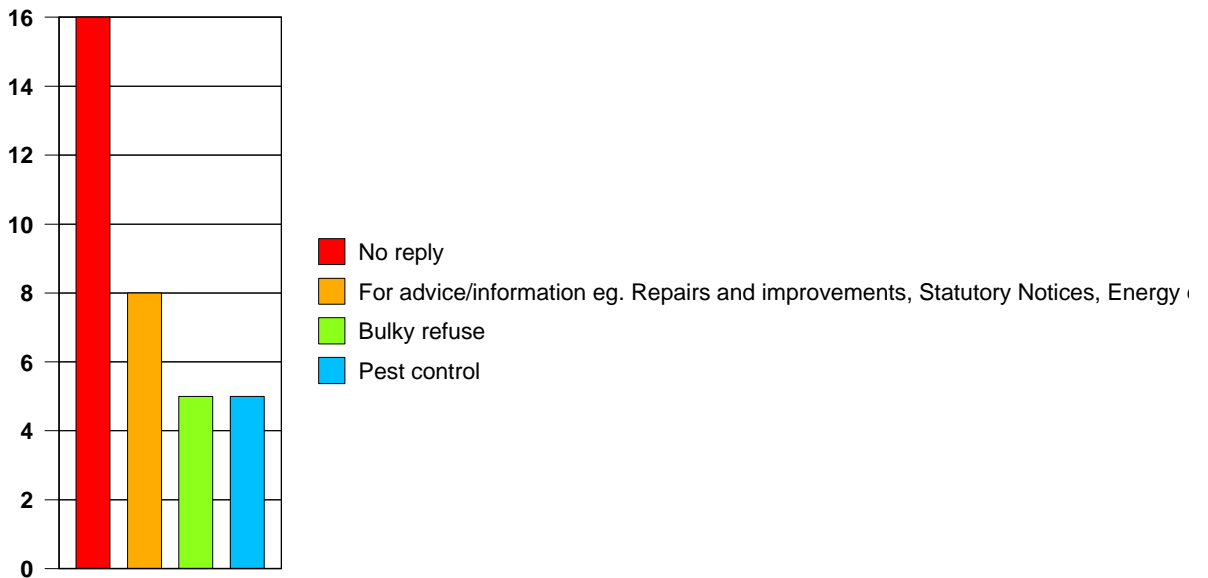 16
14
12
10
8
6
4
2
0
No reply
For advice/information eg. Repairs and improvements, Statutory Notices, Energy
Bulky refuse
Pest control